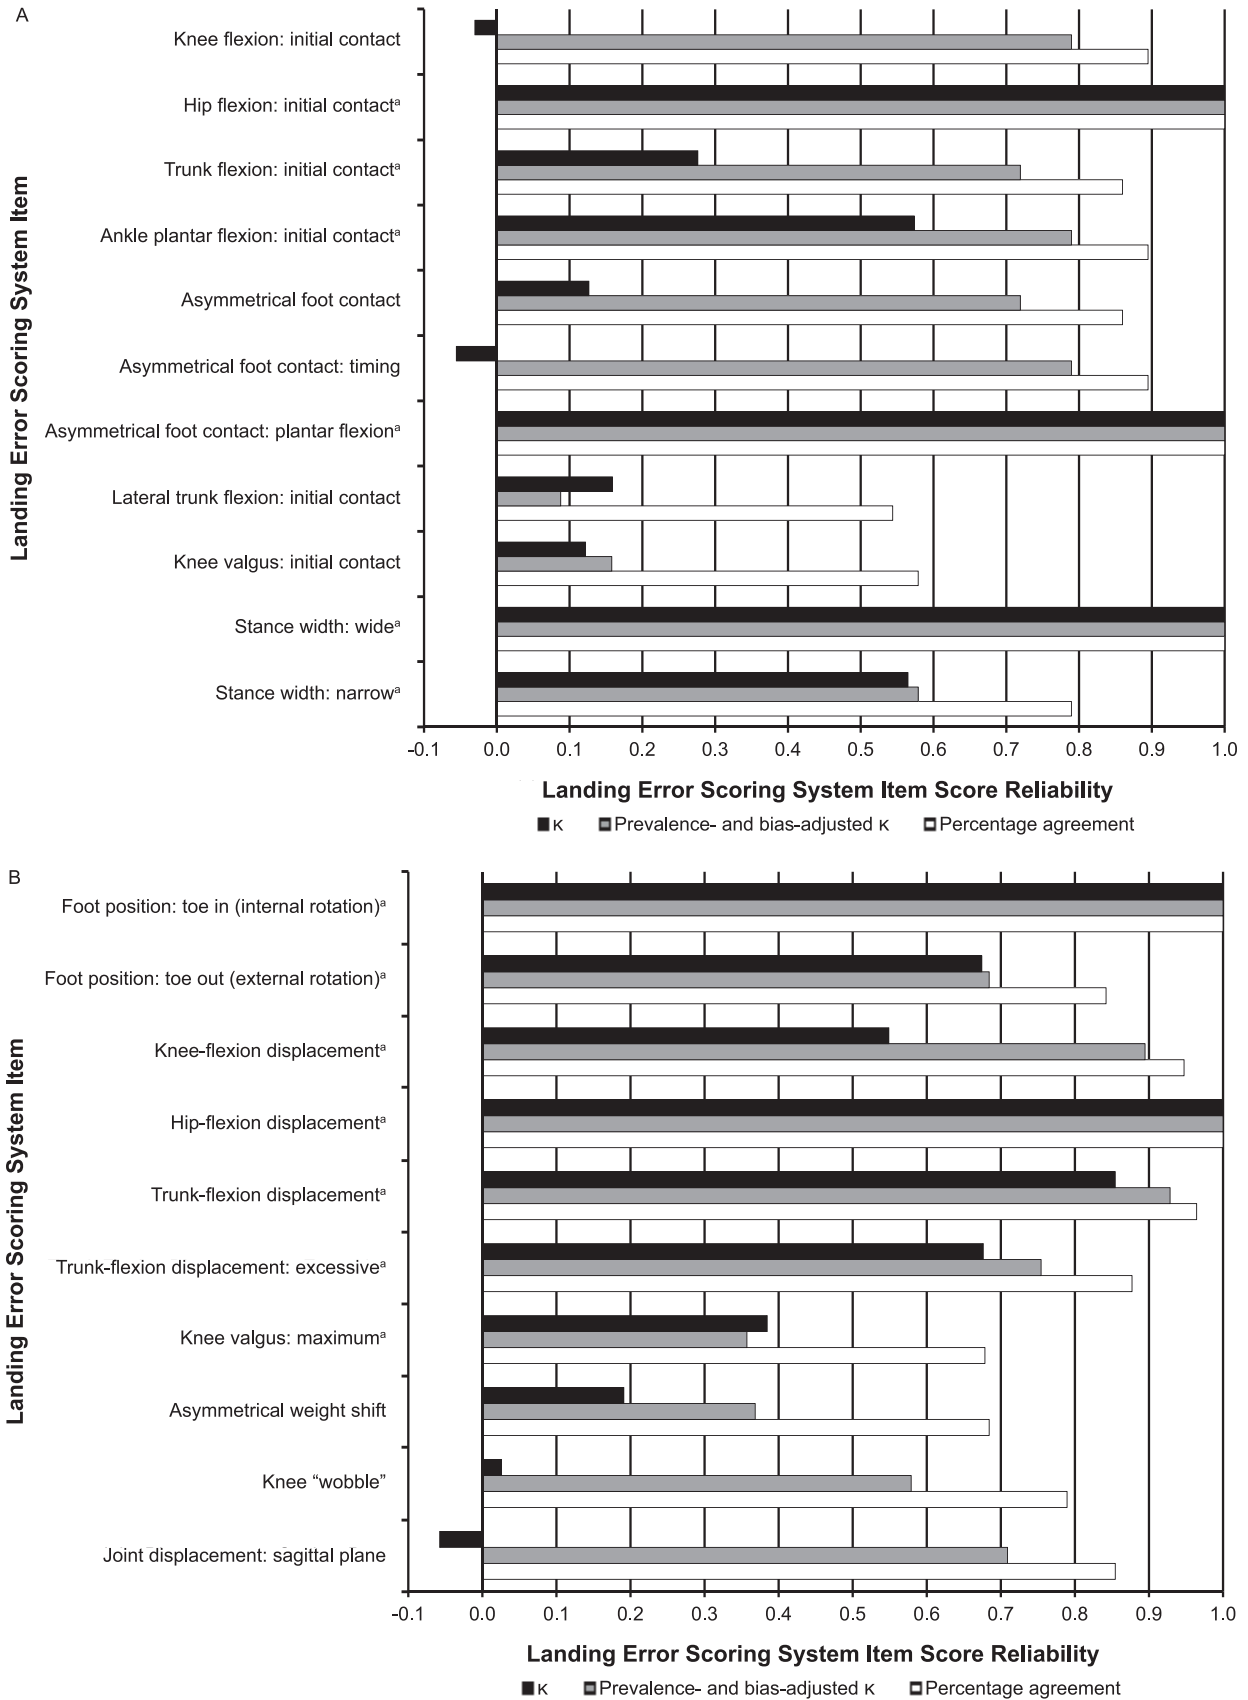 A
Landing Error Scoring System Item
Knee flexion: initial contact
Hip flexion: initial contactᵃ
Trunk flexion: initial contactᵃ
Ankle plantar flexion: initial contactᵃ
Asymmetrical foot contact
Asymmetrical foot contact: timing
Asymmetrical foot contact: plantar flexionᵃ
Lateral trunk flexion: initial contact
Knee valgus: initial contact
Stance width: wideᵃ
Stance width: narrowᵃ
-0.1 0.0 0.1 0.2 0.3 0.4 0.5 0.6 0.7 0.8 0.9 1.0
Landing Error Scoring System Item Score Reliability
κ Prevalence- and bias-adjusted κ Percentage agreement
B
Landing Error Scoring System Item
Foot position: toe in (internal rotation)ᵃ
Foot position: toe out (external rotation)ᵃ
Knee-flexion displacementᵃ
Hip-flexion displacementᵃ
Trunk-flexion displacementᵃ
Trunk-flexion displacement: excessiveᵃ
Knee valgus: maximumᵃ
Asymmetrical weight shift
Knee “wobble”
Joint displacement: sagittal plane
-0.1 0.0 0.1 0.2 0.3 0.4 0.5 0.6 0.7 0.8 0.9 1.0
Landing Error Scoring System Item Score Reliability
κ Prevalence- and bias-adjusted κ Percentage agreement